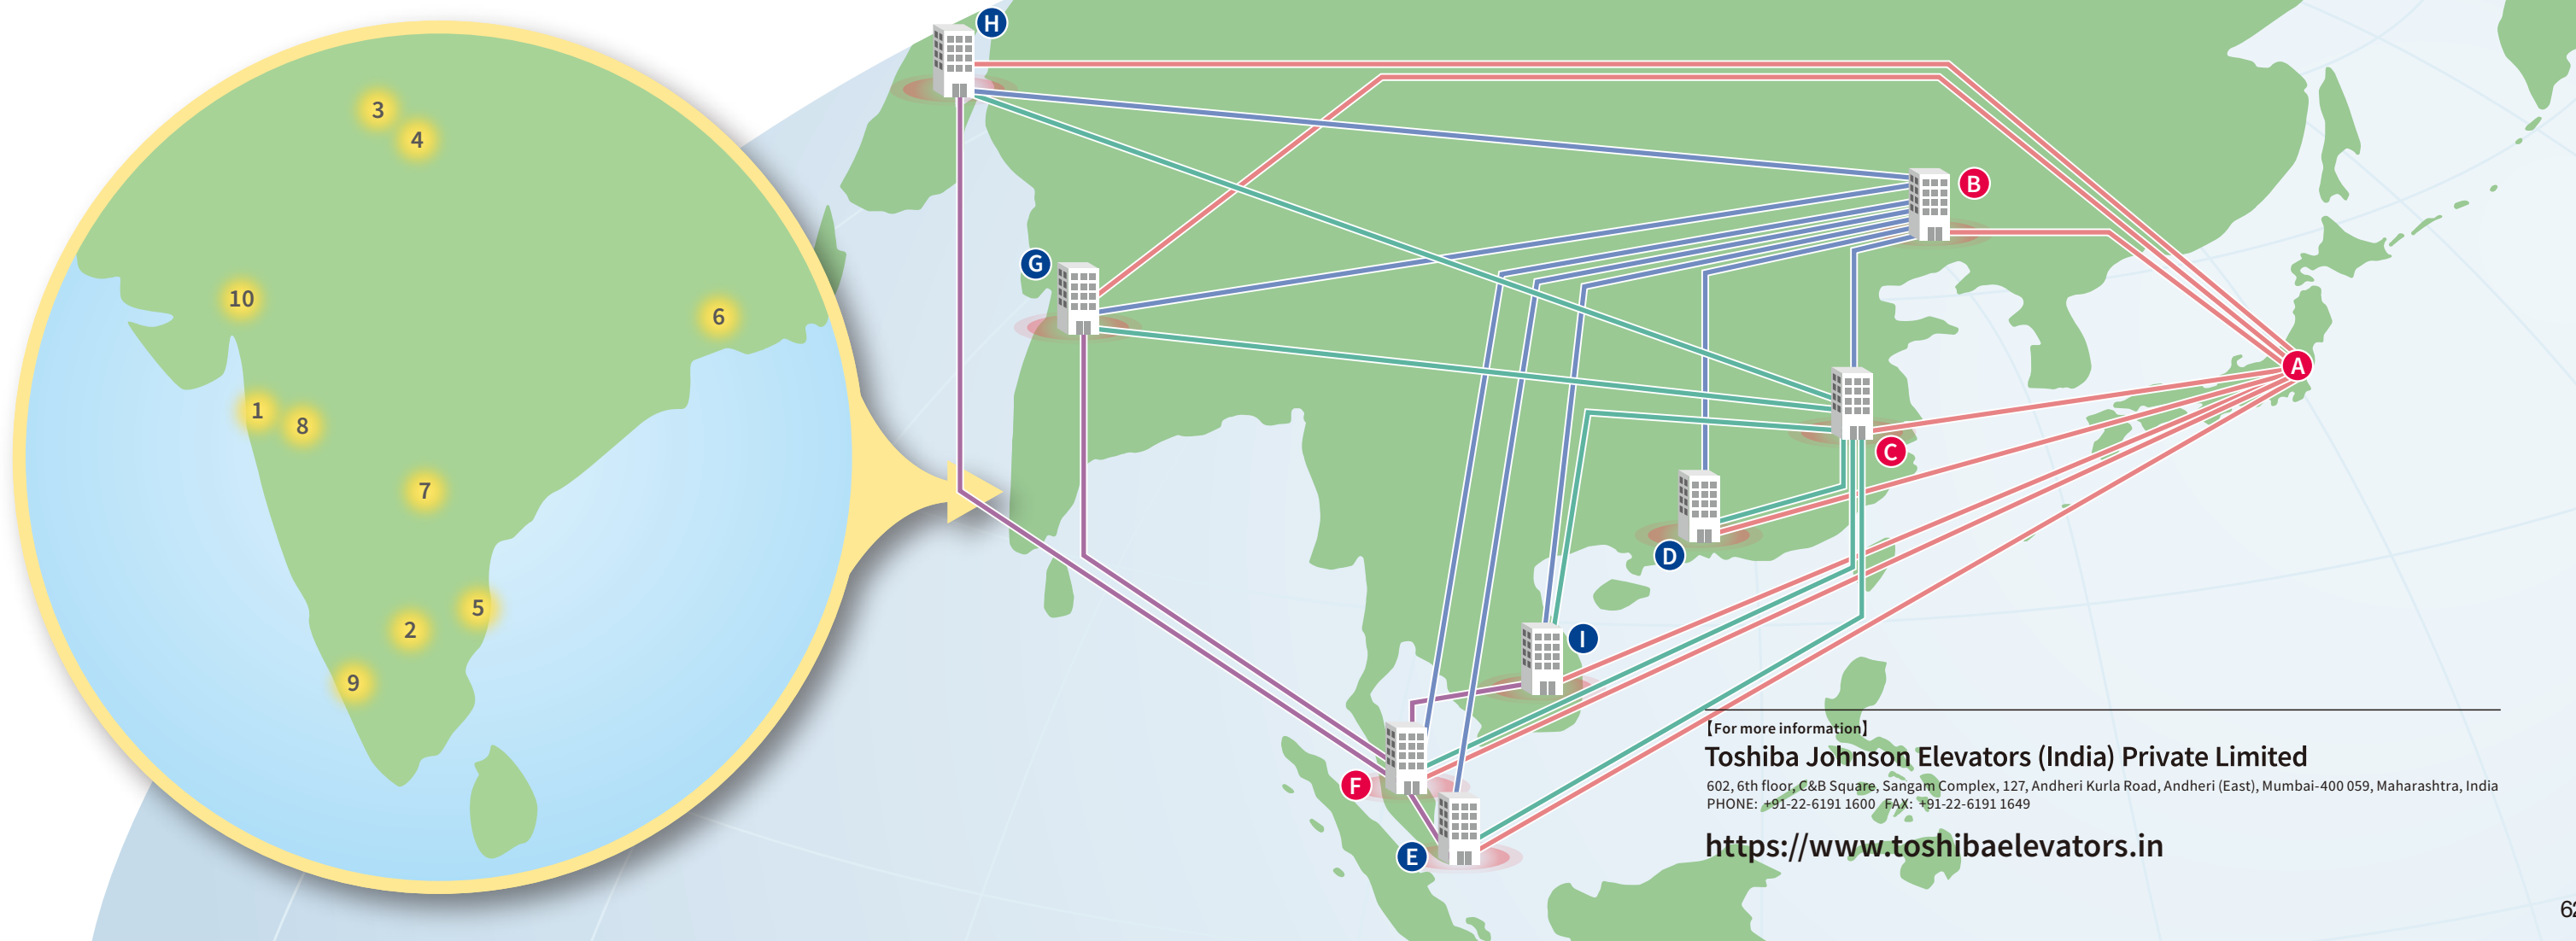 H
3
4
B
G
10
6
A
1
8
C
7
D
5
2
I
9
【For more information】
Toshiba Johnson Elevators (India) Private Limited
F
602, 6th floor, C&B Square, Sangam Complex, 127, Andheri Kurla Road, Andheri (East), Mumbai-400 059, Maharashtra, India
PHONE: +91-22-6191 1600 FAX: +91-22-6191 1649
https://www.toshibaelevators.in
E